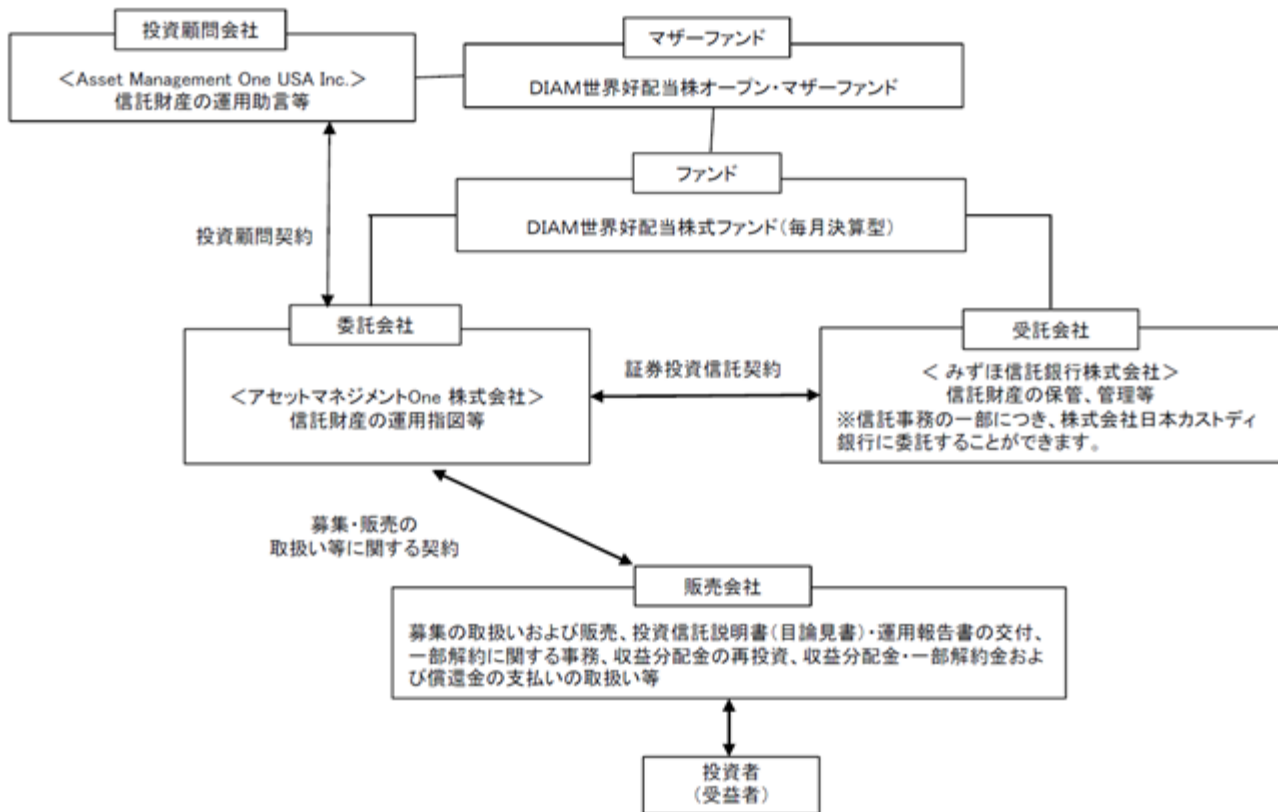 投資顧問会社
＜Asset Management One USA Inc.＞
信託財産の運用助言等
マザーファンド
DIAM世界好配当株オープン・マザーファンド
ファンド
DIAM世界好配当株式ファンド（毎月決算型）
投資顧問契約
委託会社
＜アセットマネジメントOne 株式会社＞
信託財産の運用指図等
証券投資信託契約
受託会社
＜ みずほ信託銀行株式会社＞
信託財産の保管、管理等
※信託事務の一部につき、株式会社日本カストディ
銀行に委託することができます。
募集・販売の
取扱い等に関する契約
販売会社
募集の取扱いおよび販売、投資信託説明書（目論見書）・運用報告書の交付、
一部解約に関する事務、収益分配金の再投資、収益分配金・一部解約金およ
び償還金の支払いの取扱い等
投資者
（受益者）